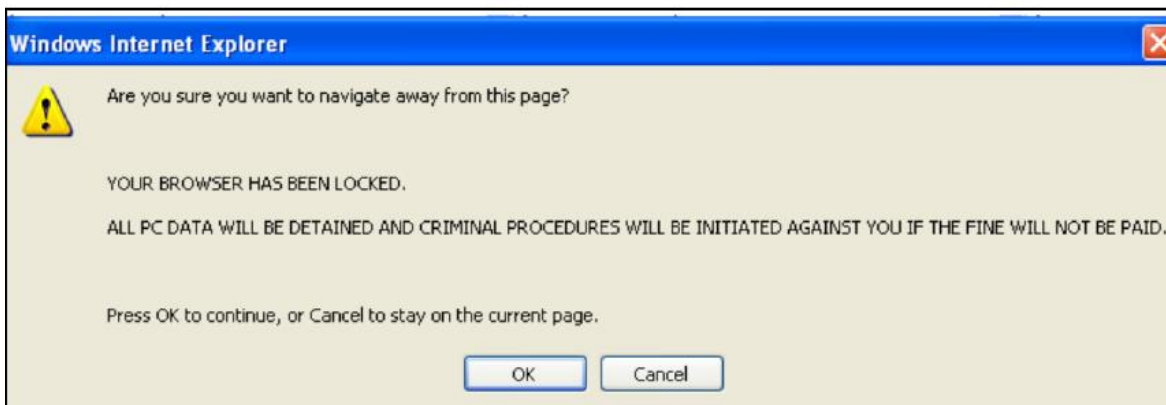 Windows Internet Explorer
Are you sure you want to navigate away from this page?
YOUR BROWSER HAS BEEN LOCKED.
ALL PC DATA WILL BE DETAINED AND CRIMINAL PROCEDURES WILL BE INITIATED AGAINST YOU IF THE FINE WILL NOT BE PAID.
Press OK to continue, or Cancel to stay on the current page.
OK Cancel